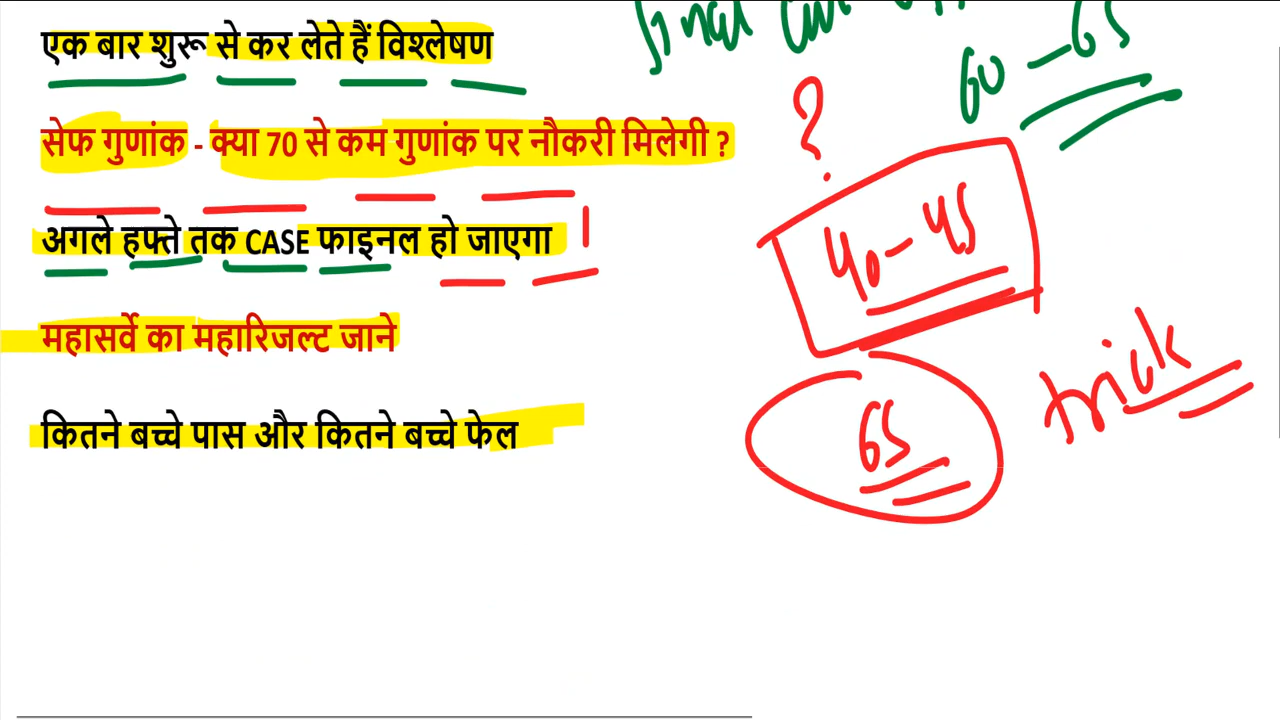 एक बार शुरू से कर लेते हैं विश्लेषण
सेफ गुणांक - क्या 70 से कम गुणांक पर नौकरी मिलेगी ?
अगले हफ्ते तक CASE फाइनल हो जाएगा
महासर्वे का महारिजल्ट जाने
कितने बच्चे पास और कितने बच्चे फेल
final
60 - 65
?
40 - 45
65
trick